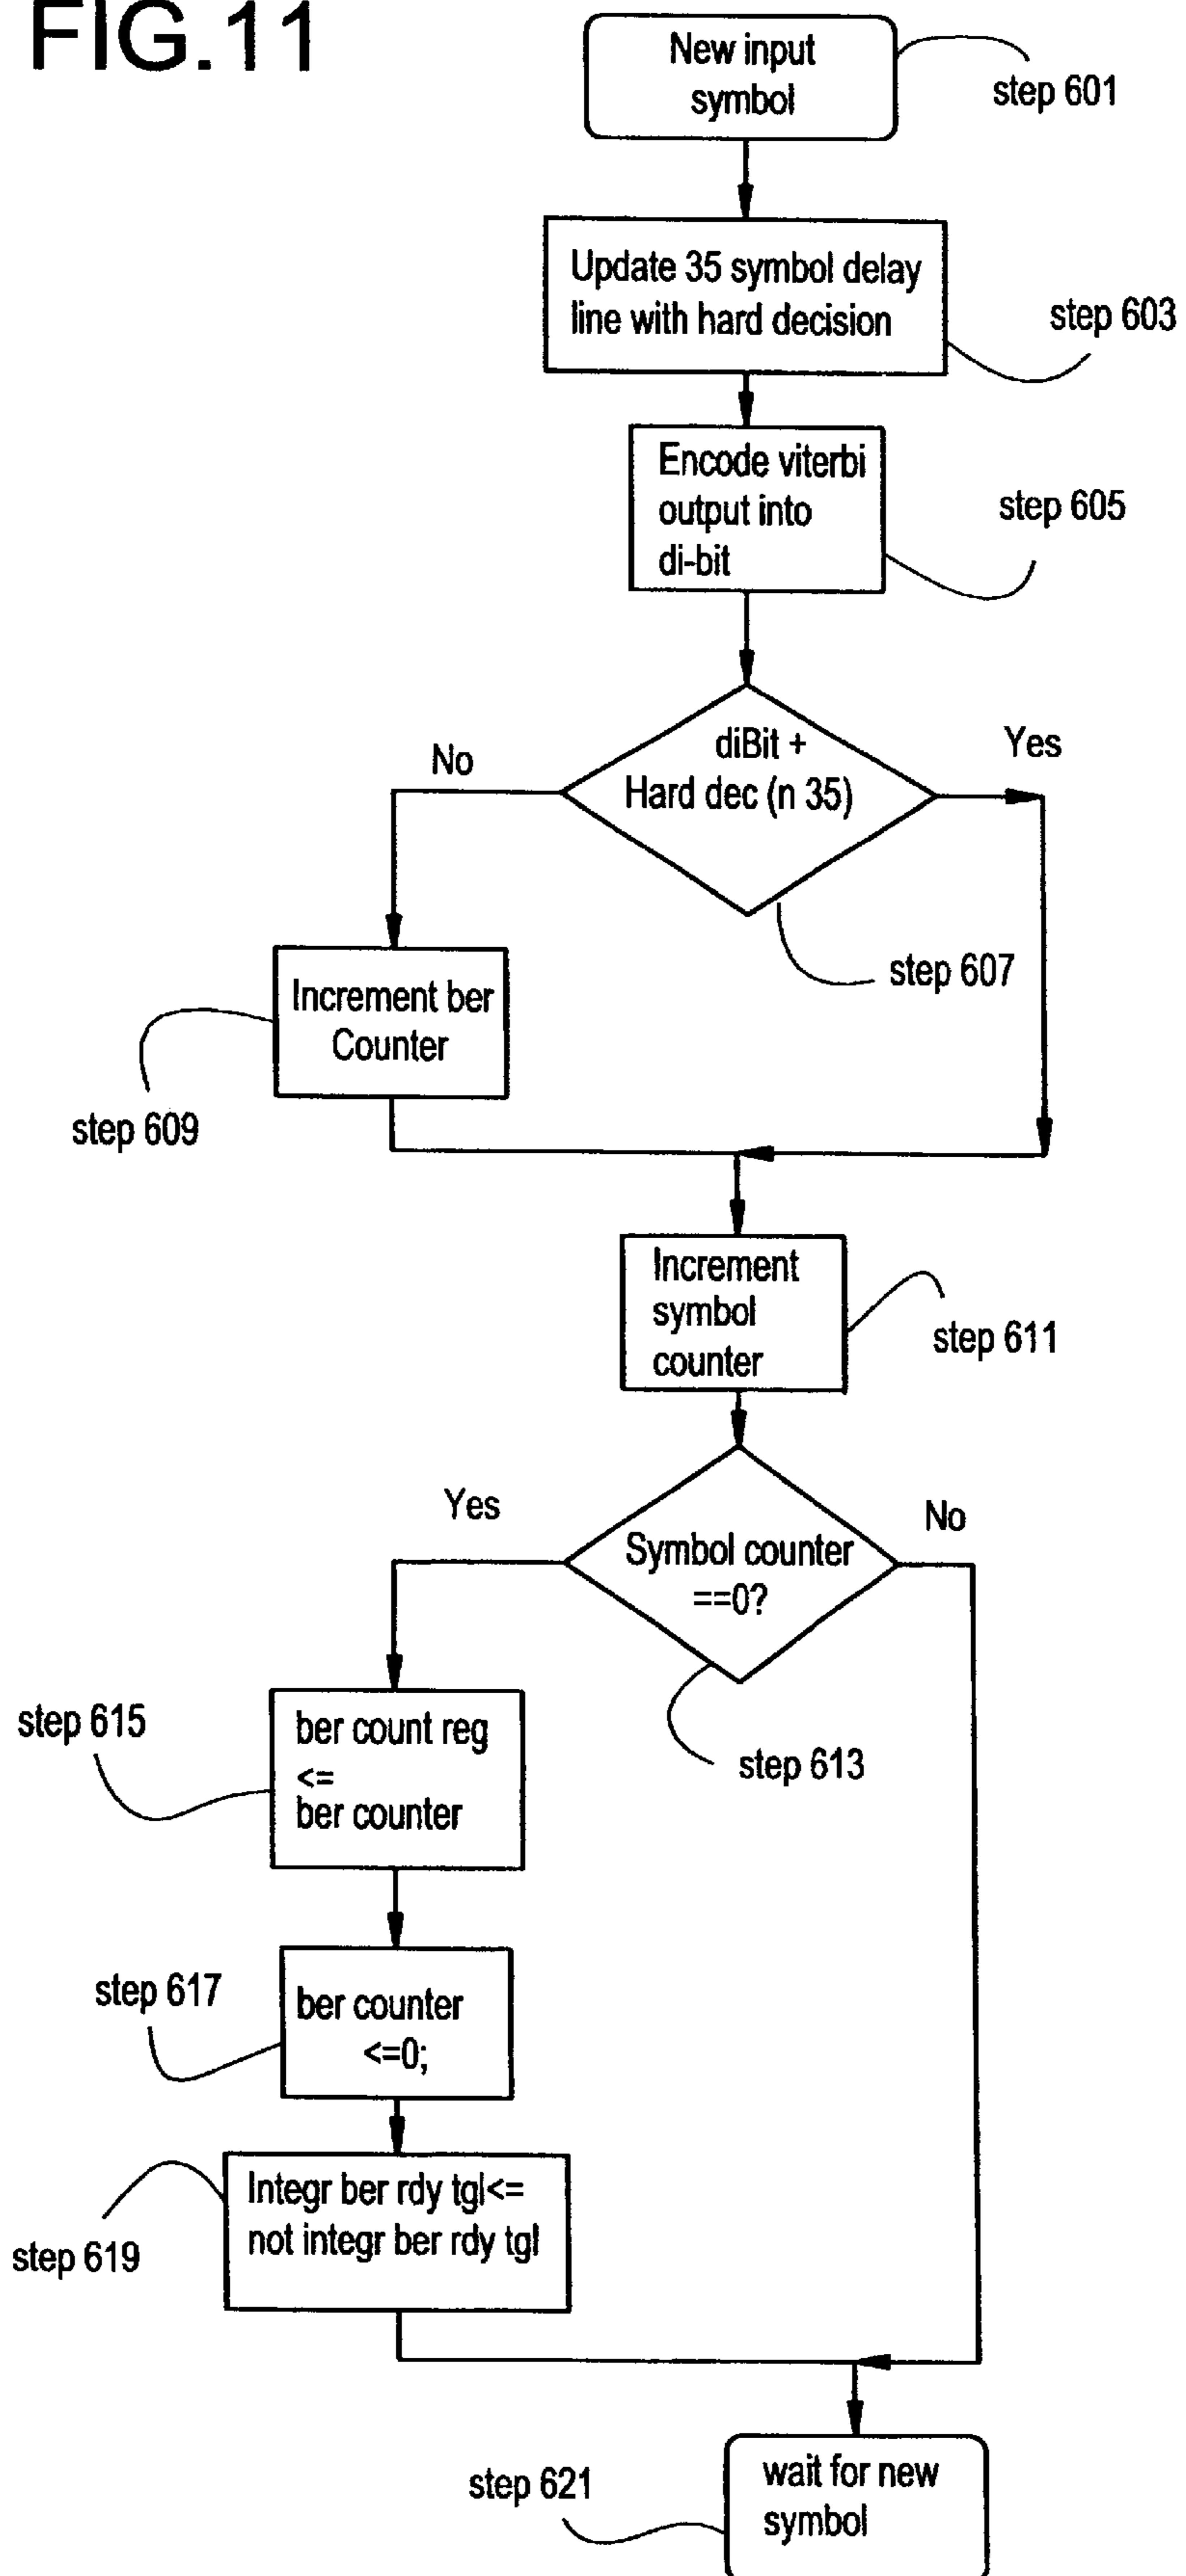 FIG.11
New input
symbol
step 601
Update 35 symbol delay
line with hard decision
step 603
Encode viterbi
output into
di-bit
step 605
diBit +
Hard dec (n 35)
No
Yes
step 607
Increment ber
Counter
step 609
Increment
symbol
counter
step 611
Symbol counter
==0?
Yes
No
step 613
ber count reg
<=
ber counter
step 615
ber counter
<=0;
step 617
Integr ber rdy tgl<=
not integr ber rdy tgl
step 619
wait for new
symbol
step 621